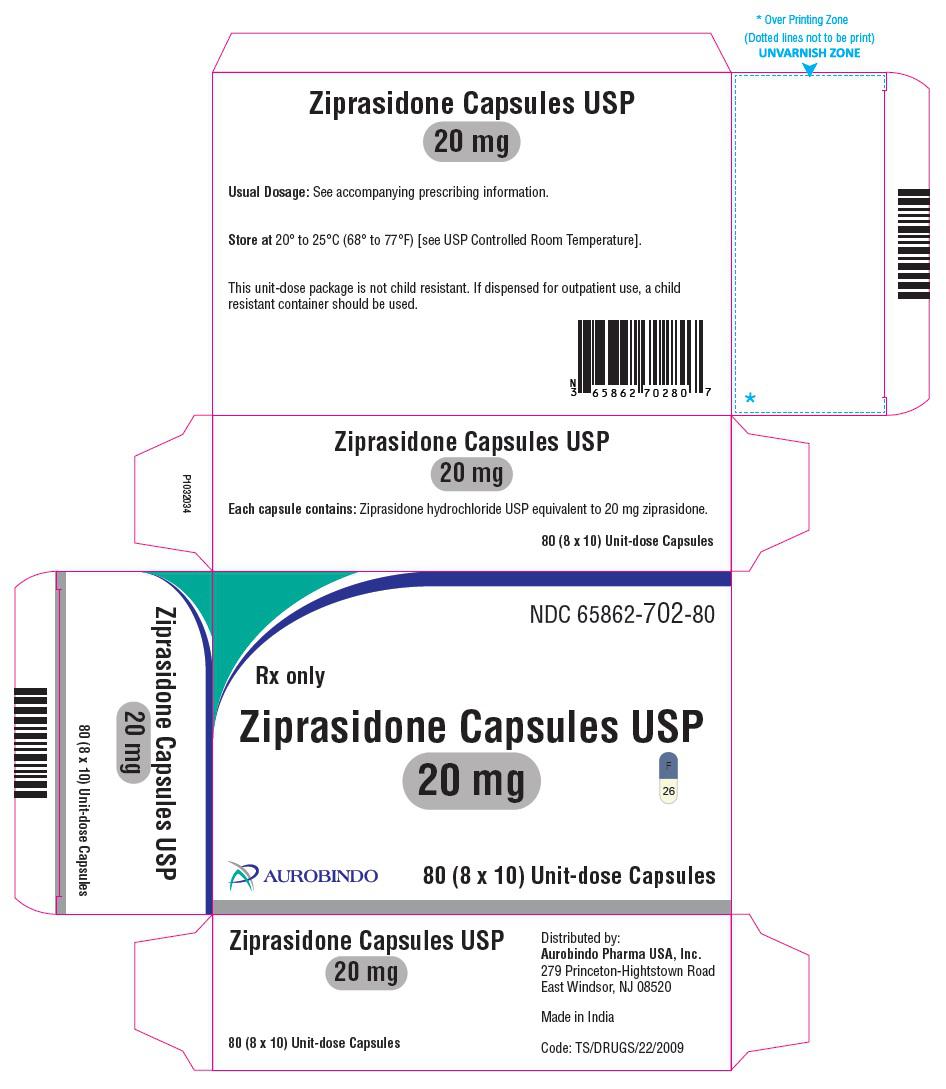 * Over Printing Zone
(Dotted lines not to be print)
UNVARNISH ZONE
Ziprasidone Capsules USP
20 mg
Usual Dosage: See accompanying prescribing information.
Store at 20° to 25°C (68° to 77°F) [see USP Controlled Room Temperature].
This unit-dose package is not child resistant. If dispensed for outpatient use, a child
resistant container should be used.
N
3 65862 70280 7
*
Ziprasidone Capsules USP
20 mg
Each capsule contains: Ziprasidone hydrochloride USP equivalent to 20 mg ziprasidone.
80 (8 x 10) Unit-dose Capsules
P1032034
Ziprasidone Capsules USP
20 mg
80 (8 x 10) Unit-dose Capsules
NDC 65862-702-80
Rx only
Ziprasidone Capsules USP
20 mg
F
26
AUROBINDO
80 (8 x 10) Unit-dose Capsules
Ziprasidone Capsules USP
20 mg
80 (8 x 10) Unit-dose Capsules
Distributed by:
Aurobindo Pharma USA, Inc.
279 Princeton-Hightstown Road
East Windsor, NJ 08520
Made in India
Code: TS/DRUGS/22/2009